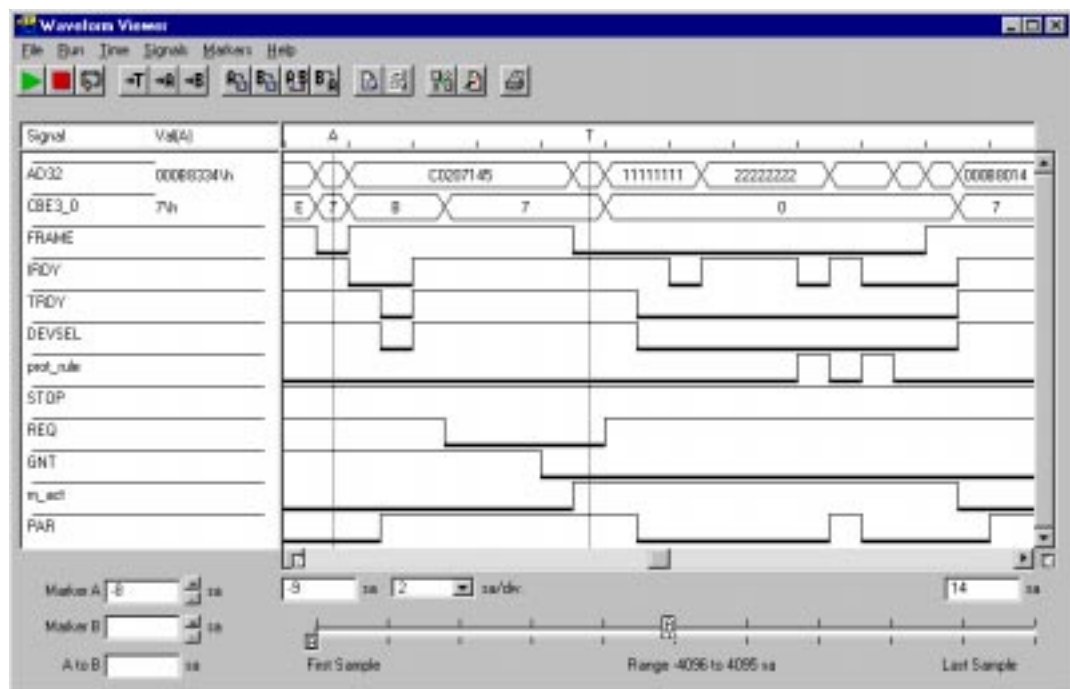 Waveform Viewer
File Run Time Signals Markers Help
Signal Val(A) A T
AD32 000B8334\h C0207145 11111111 22222222 000B8014
CBE3_0 7\h E 7 8 7 0 7
FRAME
IRDY
TRDY
DEVSEL
prot_rule
STOP
REQ
GNT
m_act
PAR
Marker A -8 sa -9 sa 2 sa/div. 14 sa
Marker B sa
A to B sa First Sample Range -4096 to 4095 sa Last Sample